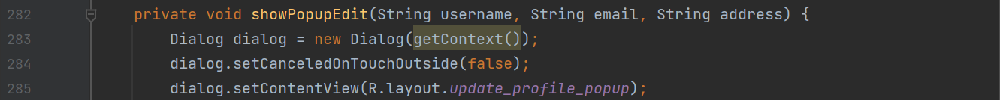 282 private void showPopupEdit(String username, String email, String address) {
283 Dialog dialog = new Dialog(getContext());
284 dialog.setCanceledOnTouchOutside(false);
285 dialog.setContentView(R.layout.update_profile_popup);